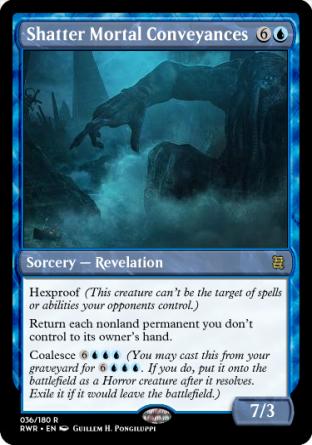 Shatter Mortal Conveyances 6
Sorcery — Revelation
Hexproof (This creature can't be the target of spells
or abilities your opponents control.)
Return each nonland permanent you don't
control to its owner's hand.
Coalesce 6 (You may cast this from your
graveyard for 6. If you do, put it onto the
battlefield as a Horror creature after it resolves.
Exile it if it would leave the battlefield.)
7/3
036/180 R
RWR • EN GUILLEM H. PONGILUPPI